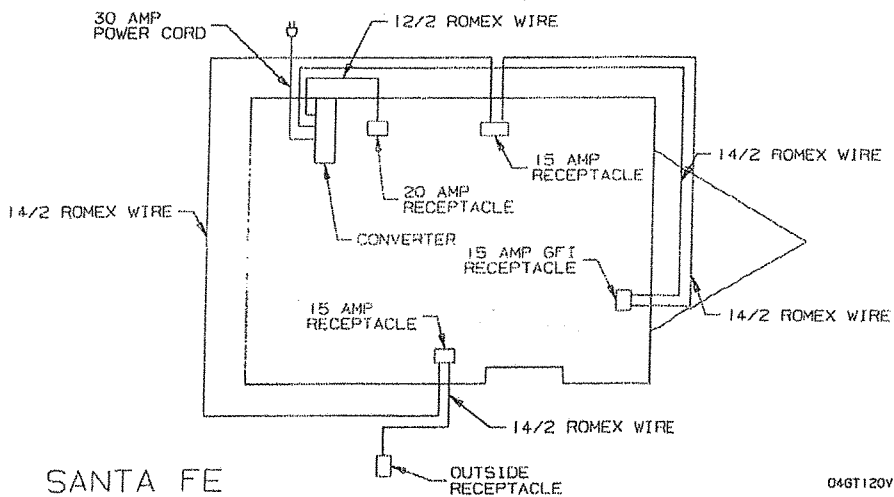 30 AMP
POWER CORD
12/2 ROMEX WIRE
14/2 ROMEX WIRE
15 AMP
RECEPTACLE
20 AMP
RECEPTACLE
14/2 ROMEX WIRE
CONVERTER
15 AMP GFI
RECEPTACLE
15 AMP
RECEPTACLE
14/2 ROMEX WIRE
14/2 ROMEX WIRE
OUTSIDE
RECEPTACLE
SANTA FE
04GT120V